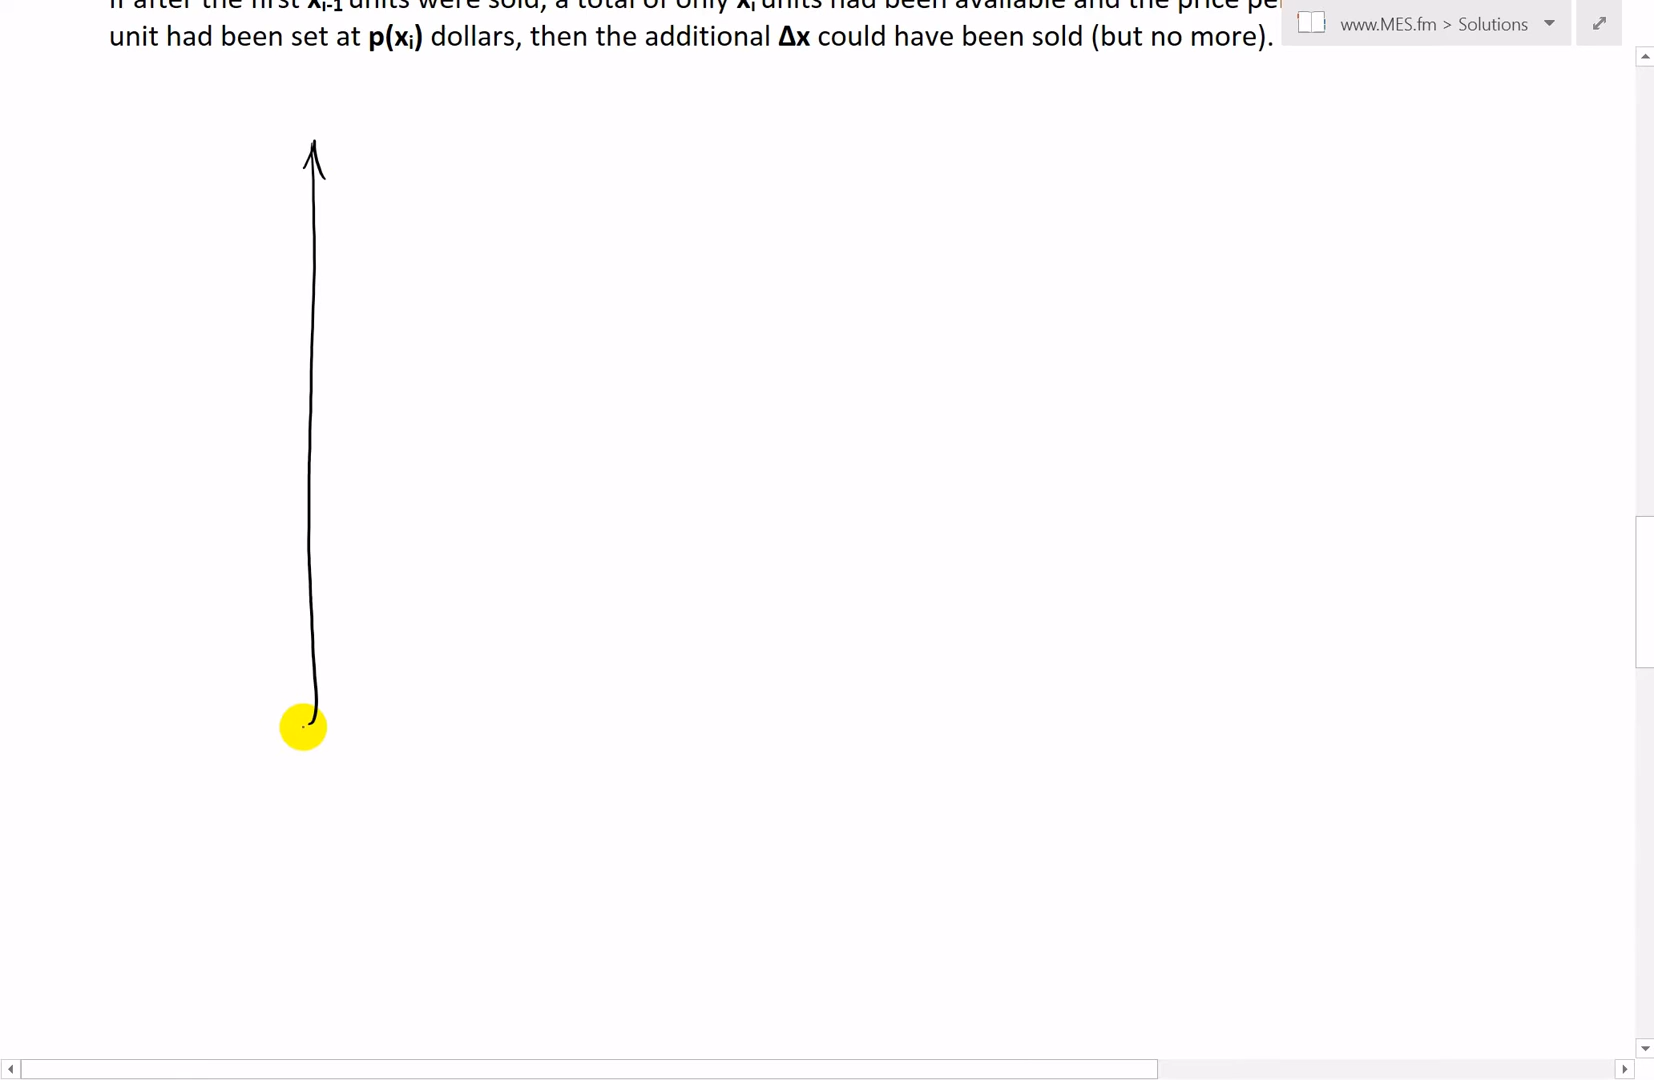 If after the first xᵢ₋₁ units were sold, a total of only xᵢ units had been available and the price per
unit had been set at p(xᵢ) dollars, then the additional Δx could have been sold (but no more).
www.MES.fm > Solutions